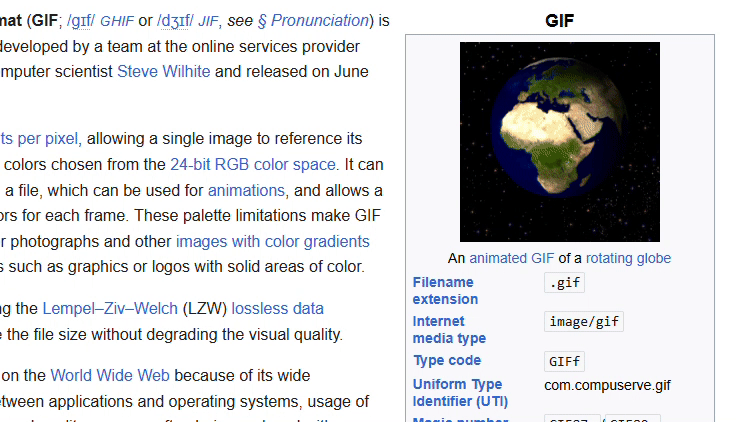 mat (GIF; /ɡɪf/ GHIF or /dʒɪf/ JIF, see § Pronunciation) is
developed by a team at the online services provider
mputer scientist Steve Wilhite and released on June
ts per pixel, allowing a single image to reference its
colors chosen from the 24-bit RGB color space. It can
a file, which can be used for animations, and allows a
ors for each frame. These palette limitations make GIF
r photographs and other images with color gradients
s such as graphics or logos with solid areas of color.
ng the Lempel–Ziv–Welch (LZW) lossless data
e the file size without degrading the visual quality.
on the World Wide Web because of its wide
etween applications and operating systems, usage of
GIF
An animated GIF of a rotating globe
Filename extension .gif
Internet media type image/gif
Type code GIFf
Uniform Type Identifier (UTI) com.compuserve.gif